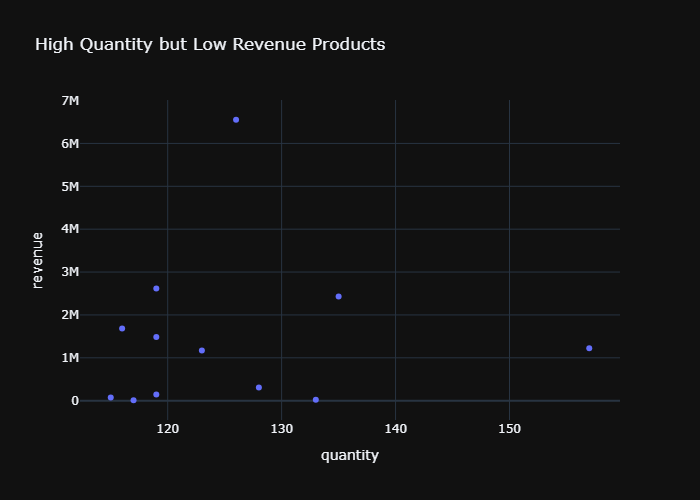 High Quantity but Low Revenue Products
7M
6M
5M
4M
3M
2M
1M
0
revenue
120 130 140 150
quantity